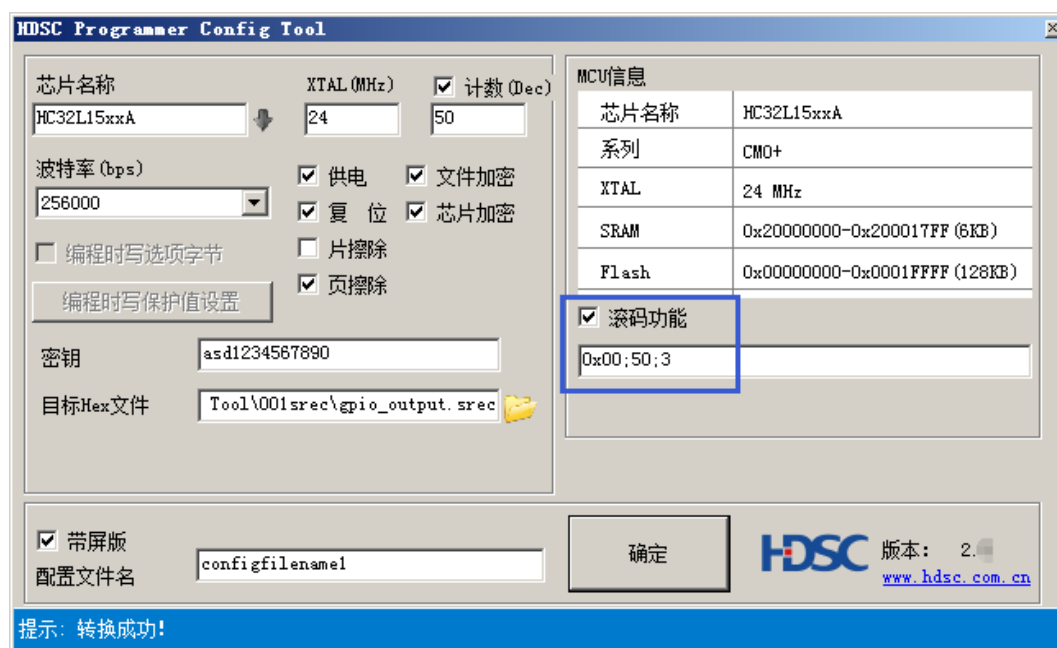 HDSC Programmer Config Tool
芯片名称
XTAL(MHz)
计数(Dec)
HC32L15xxA
24
50
波特率(bps)
256000
供电
文件加密
复 位
芯片加密
编程时写选项字节
片擦除
编程时写保护值设置
页擦除
密钥
asd1234567890
目标Hex文件
Tool\001srec\gpio_output.srec
MCU信息
芯片名称
HC32L15xxA
系列
CM0+
XTAL
24 MHz
SRAM
0x20000000-0x200017FF(6KB)
Flash
0x00000000-0x0001FFFF(128KB)
滚码功能
0x00;50;3
带屏版
配置文件名
configfilename1
确定
HDSC
版本: 2.
www.hdsc.com.cn
提示: 转换成功!